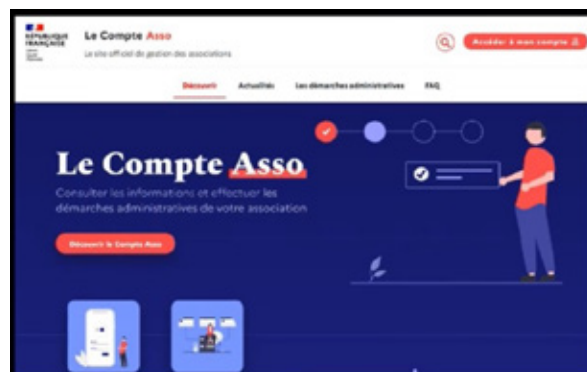 RÉPUBLIQUE
FRANÇAISE
Le Compte Asso
Le site officiel de gestion des associations
Accéder à mon compte
Découvrir Actualités Les démarches administratives FAQ
Le Compte Asso
Consulter les informations et effectuer les
démarches administratives de votre association
Découvrir le Compte Asso